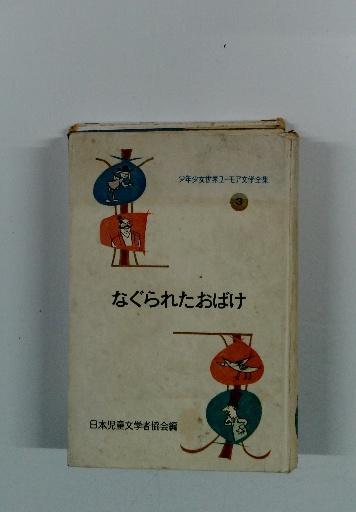 少年少女世界ユーモア文学全集
3
なぐられたおばけ
日本児童文学者協会編